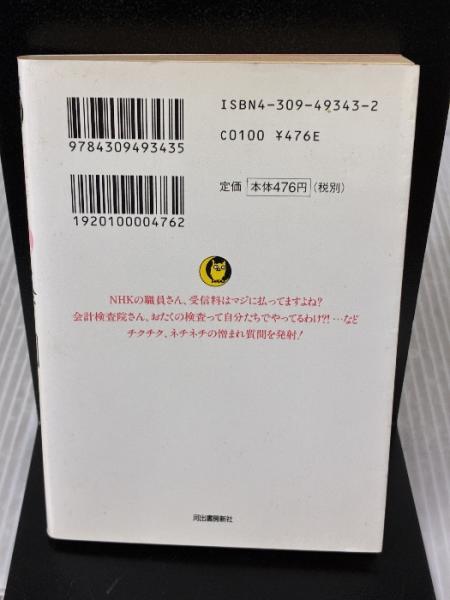 ISBN4-309-49343-2
9784309493435
C0100 ¥476E
定価 本体476円(税別)
1920100004762
NHKの職員さん、受信料はマジに払ってますよね?
会計検査院さん、おたくの検査って自分たちでやってるわけ?!…など
チクチク、ネチネチの憎まれ質問を発射!
河出書房新社